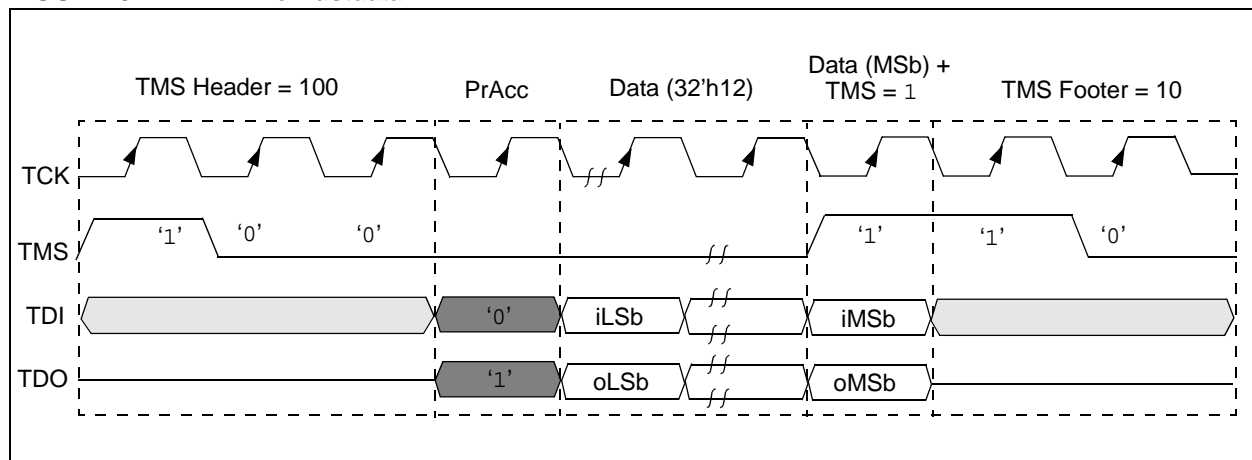 Data (MSb) +
TMS Header = 100 PrAcc Data (32’h12) TMS = 1 TMS Footer = 10
TCK
TMS ‘1’ ‘0’ ‘0’ ‘1’ ‘1’ ‘0’
TDI ‘0’ iLSb iMSb
TDO ‘1’ oLSb oMSb